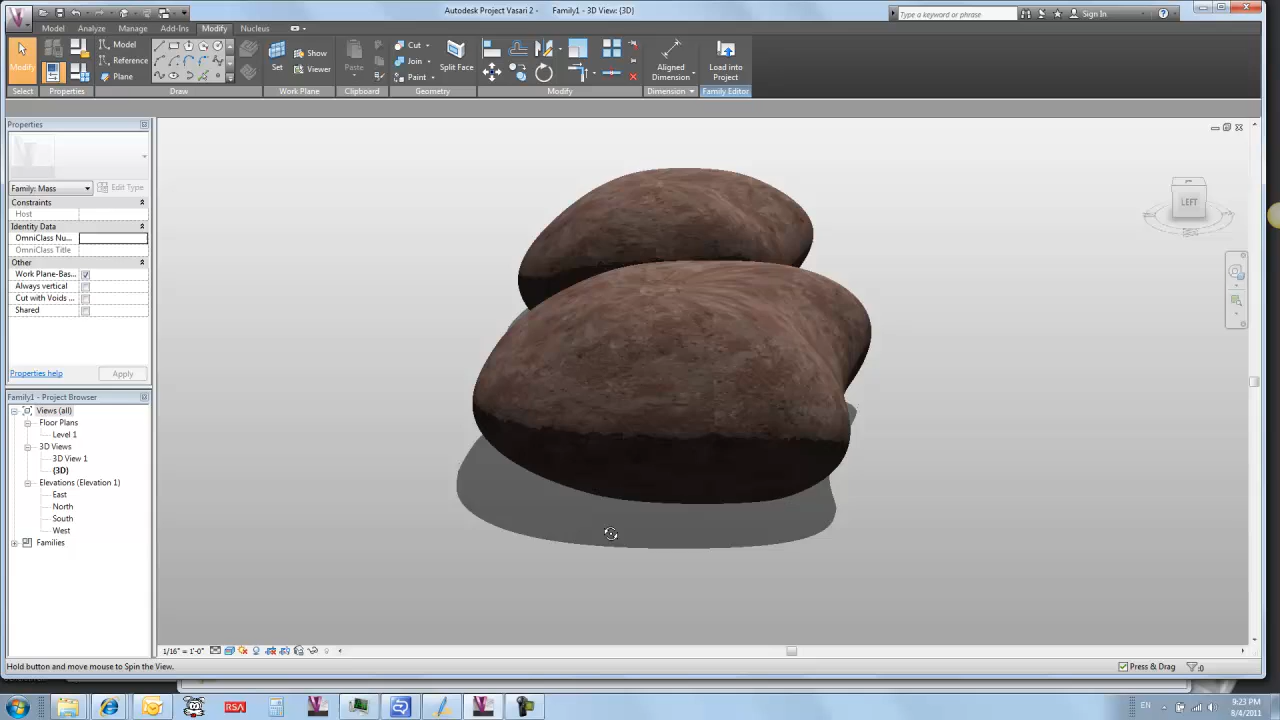 Autodesk Project Vasari 2 - Family1 - 3D View: {3D}
Type a keyword or phrase
Sign In
Model Analyze Manage Add-Ins Modify Nucleus
Modify
Model
Reference
Plane
Set
Show
Viewer
Paste
Cut
Join
Paint
Split Face
Aligned
Dimension
Load into
Project
Select Properties Draw Work Plane Clipboard Geometry Modify Dimension Family Editor
Properties
Family: Mass
Edit Type
Constraints
Host
Identity Data
OmniClass Nu...
OmniClass Title
Other
Work Plane-Bas...
Always vertical
Cut with Voids ...
Shared
Properties help
Apply
Family1 - Project Browser
Views (all)
Floor Plans
Level 1
3D Views
3D View 1
{3D}
Elevations (Elevation 1)
East
North
South
West
Families
LEFT
1/16" = 1'-0"
Hold button and move mouse to Spin the View.
Press & Drag
:0
RSA
EN
9:23 PM
8/4/2011